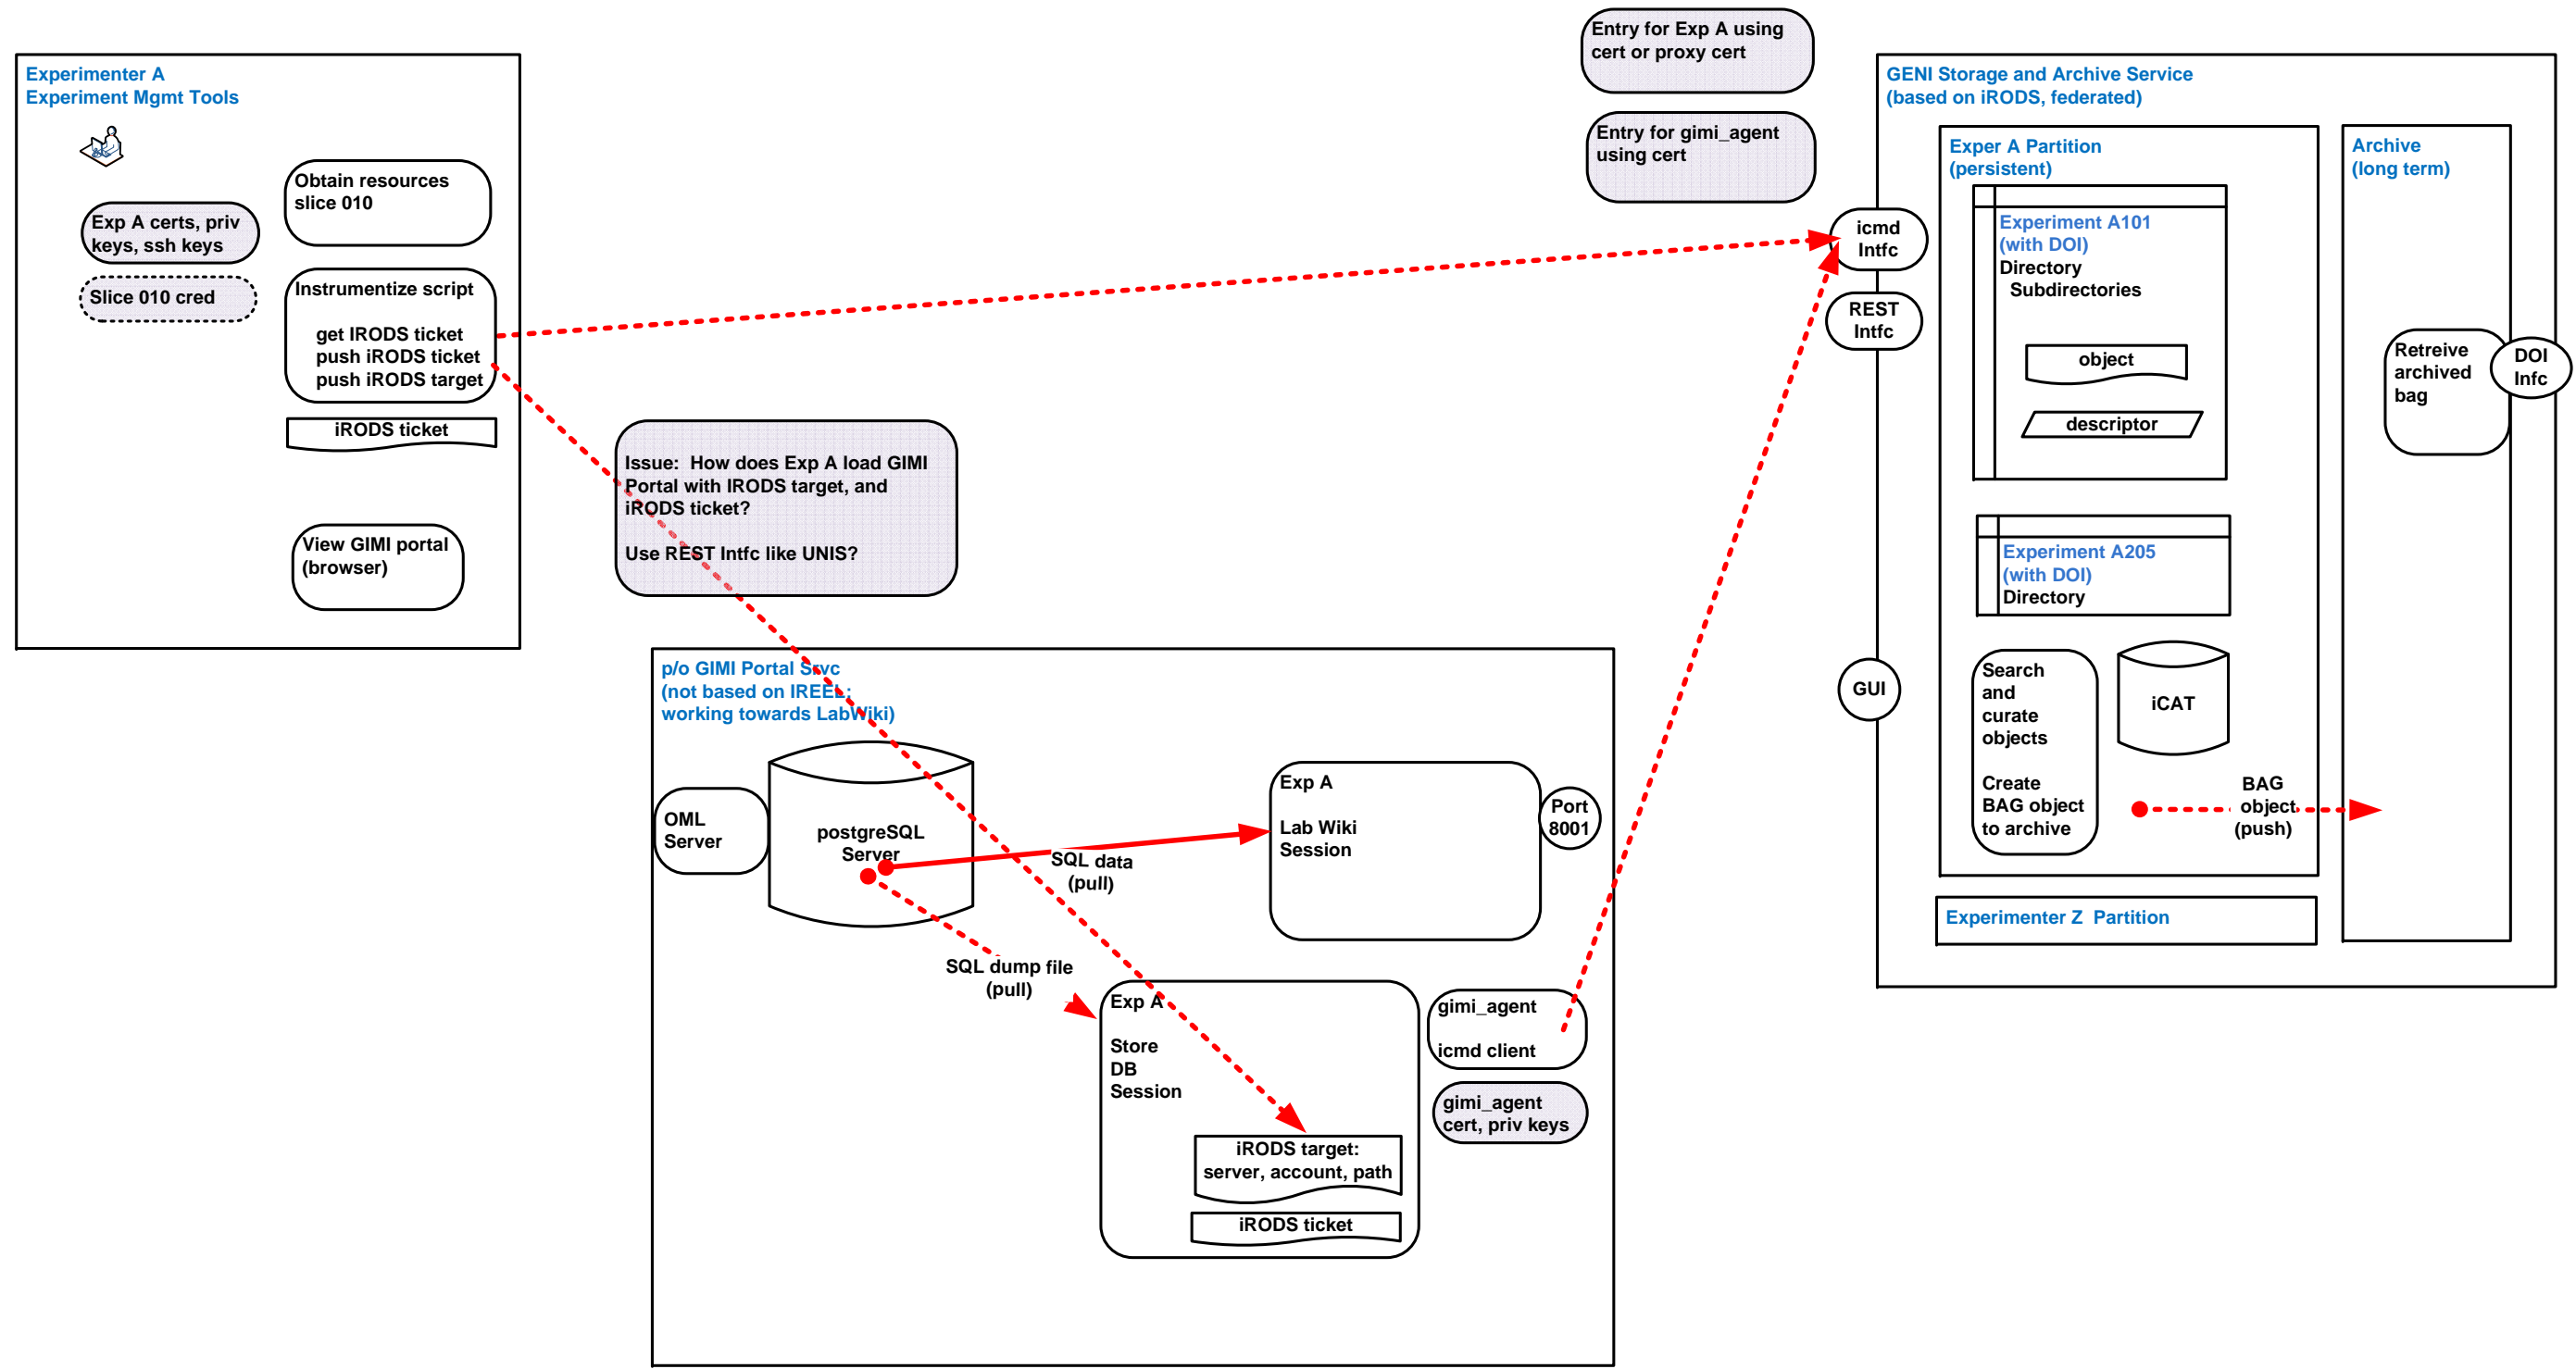 Experimenter A
Experiment Mgmt Tools
Obtain resources
slice 010
Exp A certs, priv
keys, ssh keys
Slice 010 cred
Instrumentize script
get IRODS ticket
push iRODS ticket
push iRODS target
iRODS ticket
View GIMI portal
(browser)
Issue:  How does Exp A load GIMI
Portal with IRODS target, and
iRODS ticket?
Use REST Intfc like UNIS?
Entry for Exp A using
cert or proxy cert
Entry for gimi_agent
using cert
p/o GIMI Portal Srvc
(not based on IREEL;
working towards LabWiki)
OML
Server
postgreSQL
Server
SQL data
(pull)
SQL dump file
(pull)
Exp A
Lab Wiki
Session
Port
8001
Exp A
Store
DB
Session
iRODS target:
server, account, path
iRODS ticket
gimi_agent
icmd client
gimi_agent
cert, priv keys
GENI Storage and Archive Service
(based on iRODS, federated)
icmd
Intfc
REST
Intfc
GUI
Exper A Partition
(persistent)
Experiment A101
(with DOI)
Directory
Subdirectories
object
descriptor
Experiment A205
(with DOI)
Directory
Search
and
curate
objects
Create
BAG object
to archive
iCAT
BAG
object
(push)
Experimenter Z  Partition
Archive
(long term)
Retreive
archived
bag
DOI
Infc